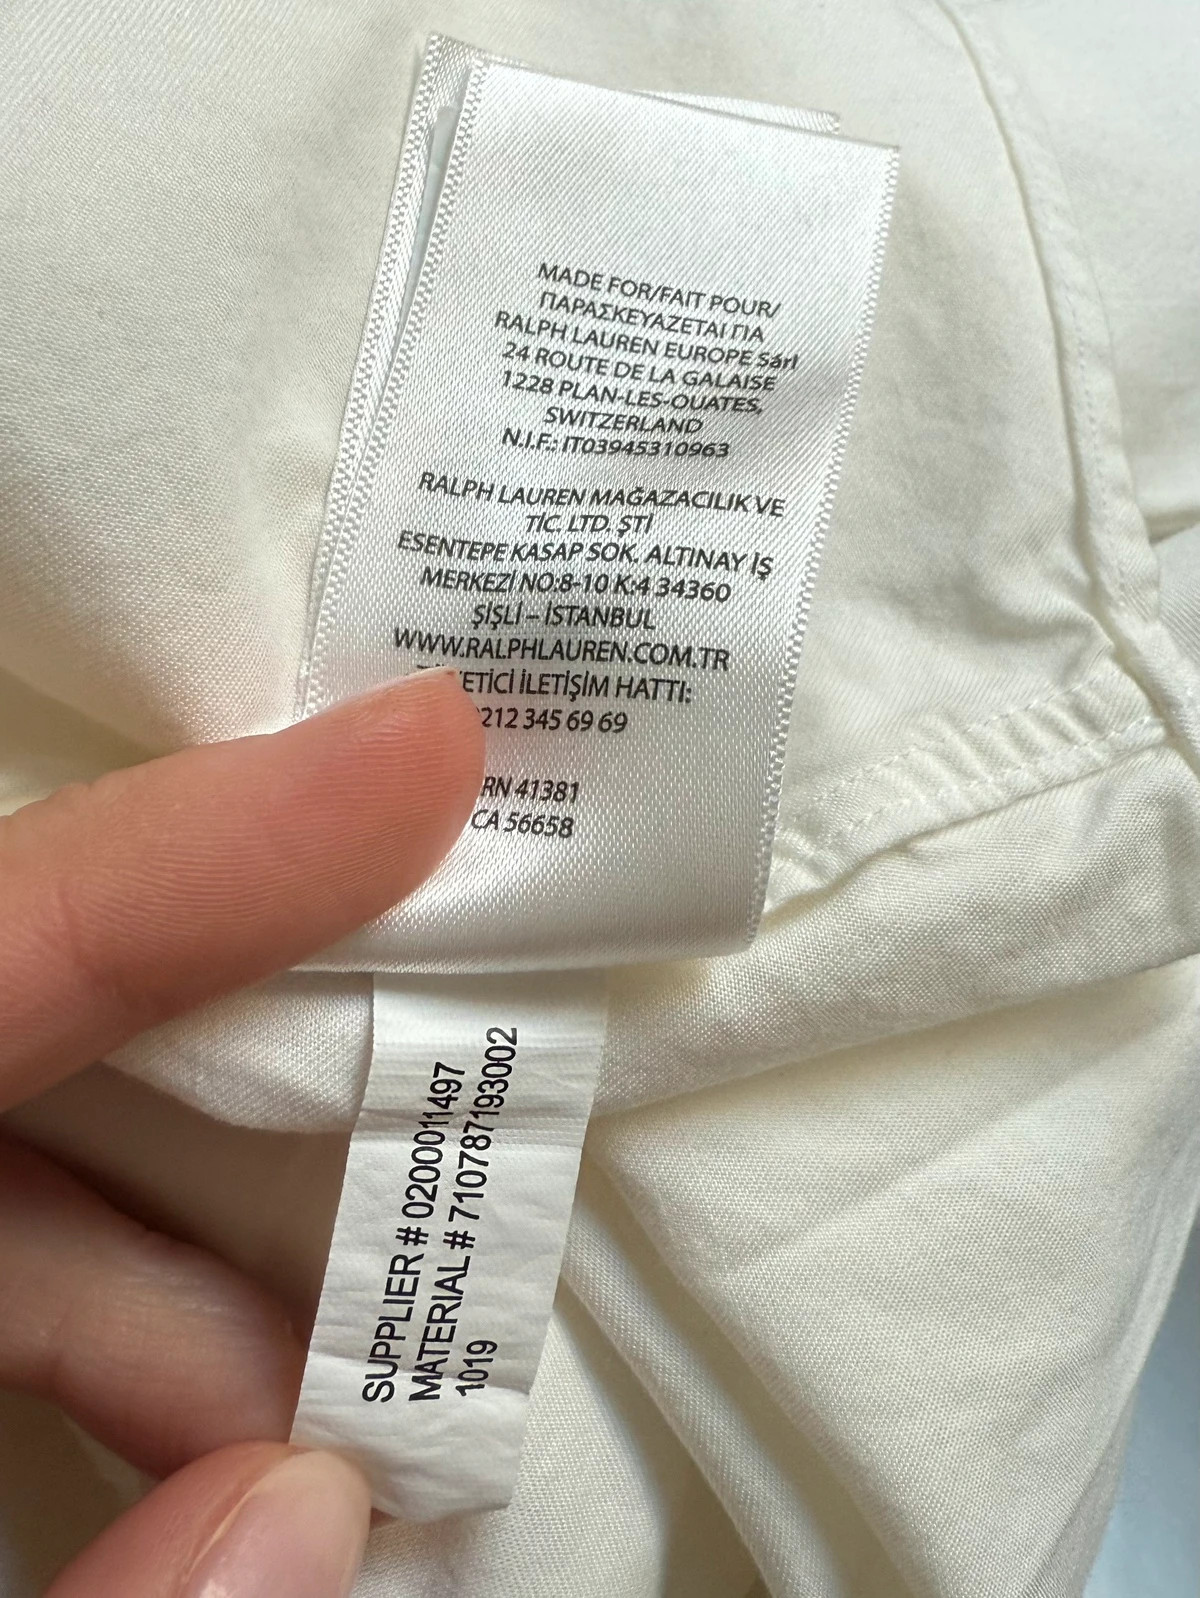 MADE FOR/FAIT POUR/
ΠΑΡΑΣΚΕΥΑΖΕΤΑΙ ΓΙΑ
RALPH LAUREN EUROPE Sárl
24 ROUTE DE LA GALAISE
1228 PLAN-LES-OUATES,
SWITZERLAND
N.I.F.: IT03945310963
RALPH LAUREN MAĞAZACILIK VE
TİC. LTD. ŞTİ
ESENTEPE KASAP SOK. ALTINAY İŞ
MERKEZİ NO:8-10 K:4 34360
ŞİŞLİ – İSTANBUL
WWW.RALPHLAUREN.COM.TR
İLETİŞİM HATTI:
212 345 69 69
RN 41381
CA 56658
SUPPLIER # 0200011497
MATERIAL # 710787193002
1019